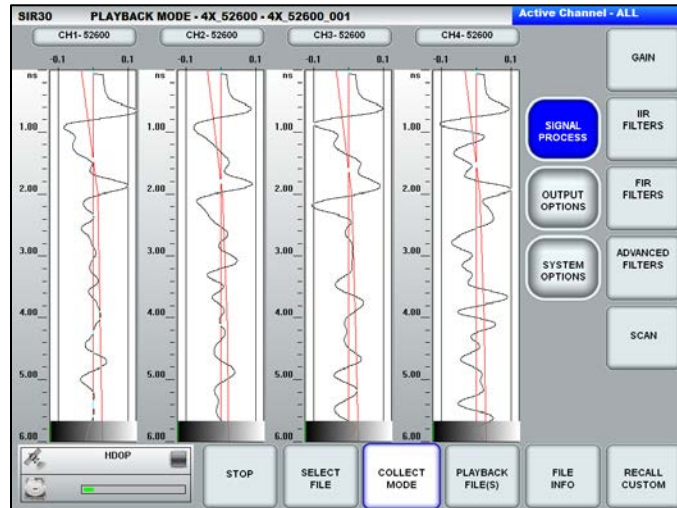 SIR30 PLAYBACK MODE - 4X_52600 - 4X_52600_001
Active Channel - ALL
CH1- 52600 CH2- 52600 CH3- 52600 CH4- 52600
-0.1 0.1 -0.1 0.1 -0.1 0.1 -0.1 0.1
ns ns ns ns
1.00 1.00 1.00 1.00
2.00 2.00 2.00 2.00
3.00 3.00 3.00 3.00
4.00 4.00 4.00 4.00
5.00 5.00 5.00 5.00
6.00 6.00 6.00 6.00
SIGNAL
PROCESS
OUTPUT
OPTIONS
SYSTEM
OPTIONS
GAIN
IIR
FILTERS
FIR
FILTERS
ADVANCED
FILTERS
SCAN
HDOP
STOP
SELECT
FILE
COLLECT
MODE
PLAYBACK
FILE(S)
FILE
INFO
RECALL
CUSTOM